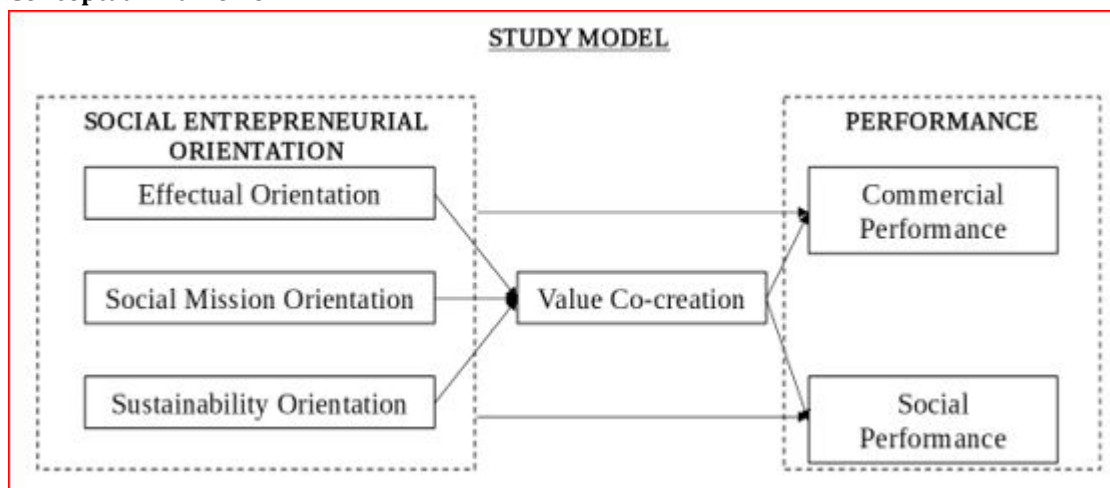 STUDY MODEL
SOCIAL ENTREPRENEURIAL
ORIENTATION
Effectual Orientation
Social Mission Orientation
Sustainability Orientation
Value Co-creation
PERFORMANCE
Commercial
Performance
Social
Performance